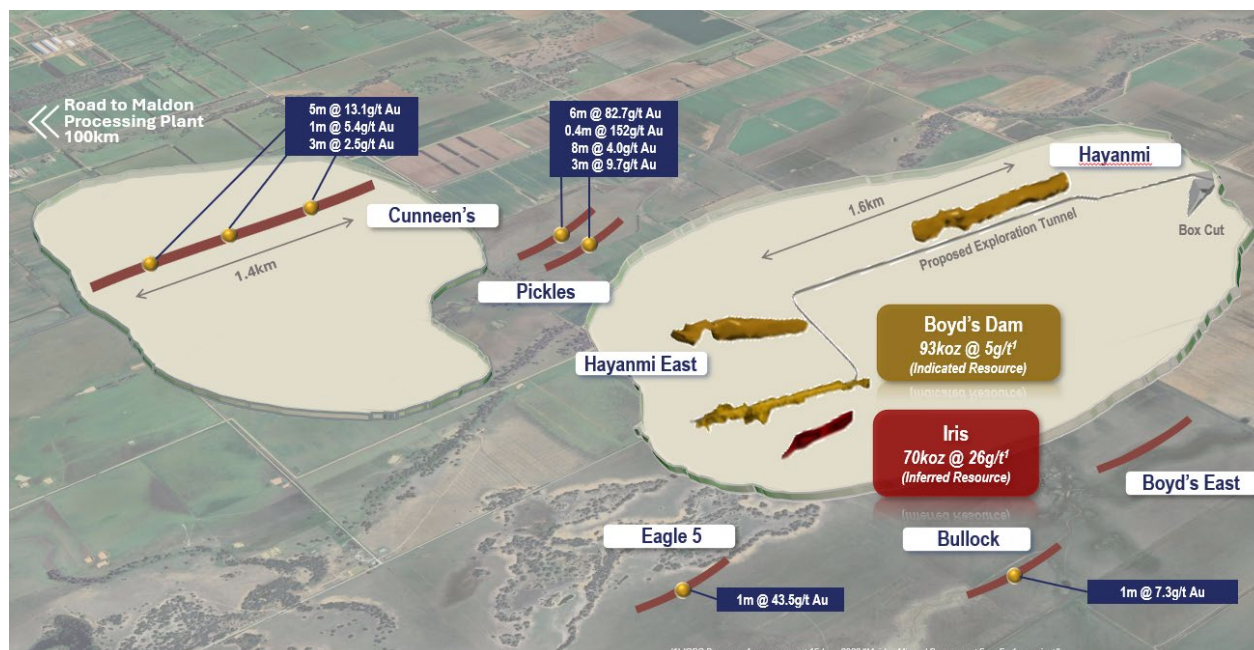 Road to Maldon
Processing Plant
100km
5m @ 13.1g/t Au
1m @ 5.4g/t Au
3m @ 2.5g/t Au
6m @ 82.7g/t Au
0.4m @ 152g/t Au
8m @ 4.0g/t Au
3m @ 9.7g/t Au
Hayanmi
1.6km
Cunneen's
Proposed Exploration Tunnel
Box Cut
1.4km
Pickles
Boyd's Dam
93koz @ 5g/t¹
(Indicated Resource)
Hayanmi East
Iris
70koz @ 26g/t¹
(Inferred Resource)
Boyd's East
Eagle 5
Bullock
1m @ 43.5g/t Au
1m @ 7.3g/t Au